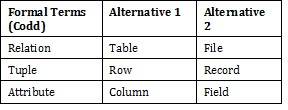 Formal Terms Alternative 1 Alternative
(Codd) 2
Relation Table File
Tuple Row Record
Attribute Column Field